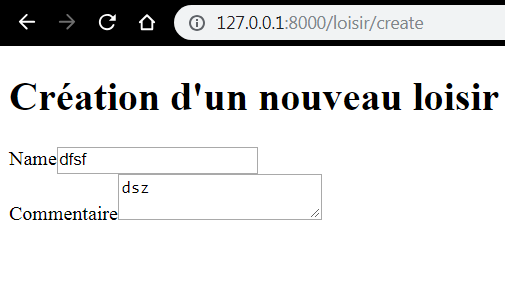 127.0.0.1:8000/loisir/create
Création d'un nouveau loisir
Name dfsf
Commentaire dsz